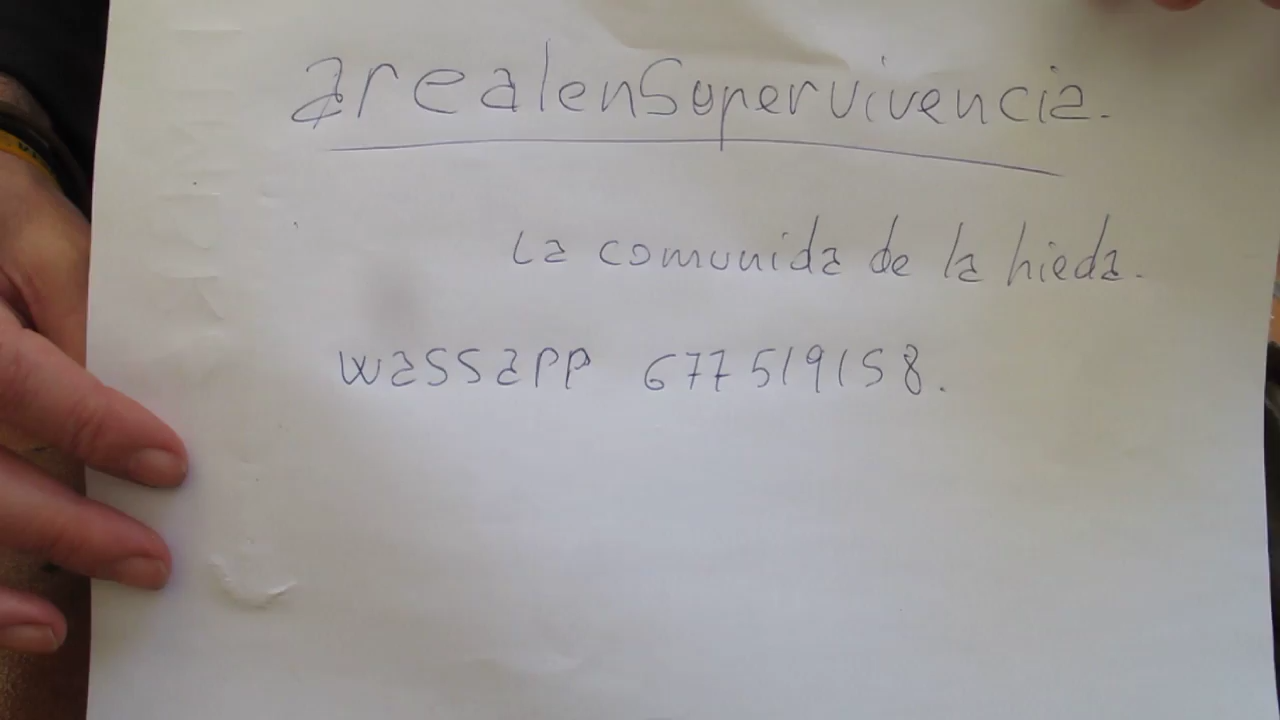 arealenSupervivencia.
La comunida de la hieda.
wassapp 677519158.